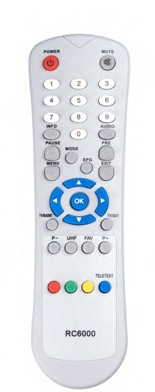 POWER MUTE
1 2 3
4 5 6
7 8 9
INFO 0 AUDIO
PAUSE MODE PRE
MENU EPG EXIT
OK
TV/RADIO TV/SAT
P− UHF FAV P+
TELETEXT
RC6000